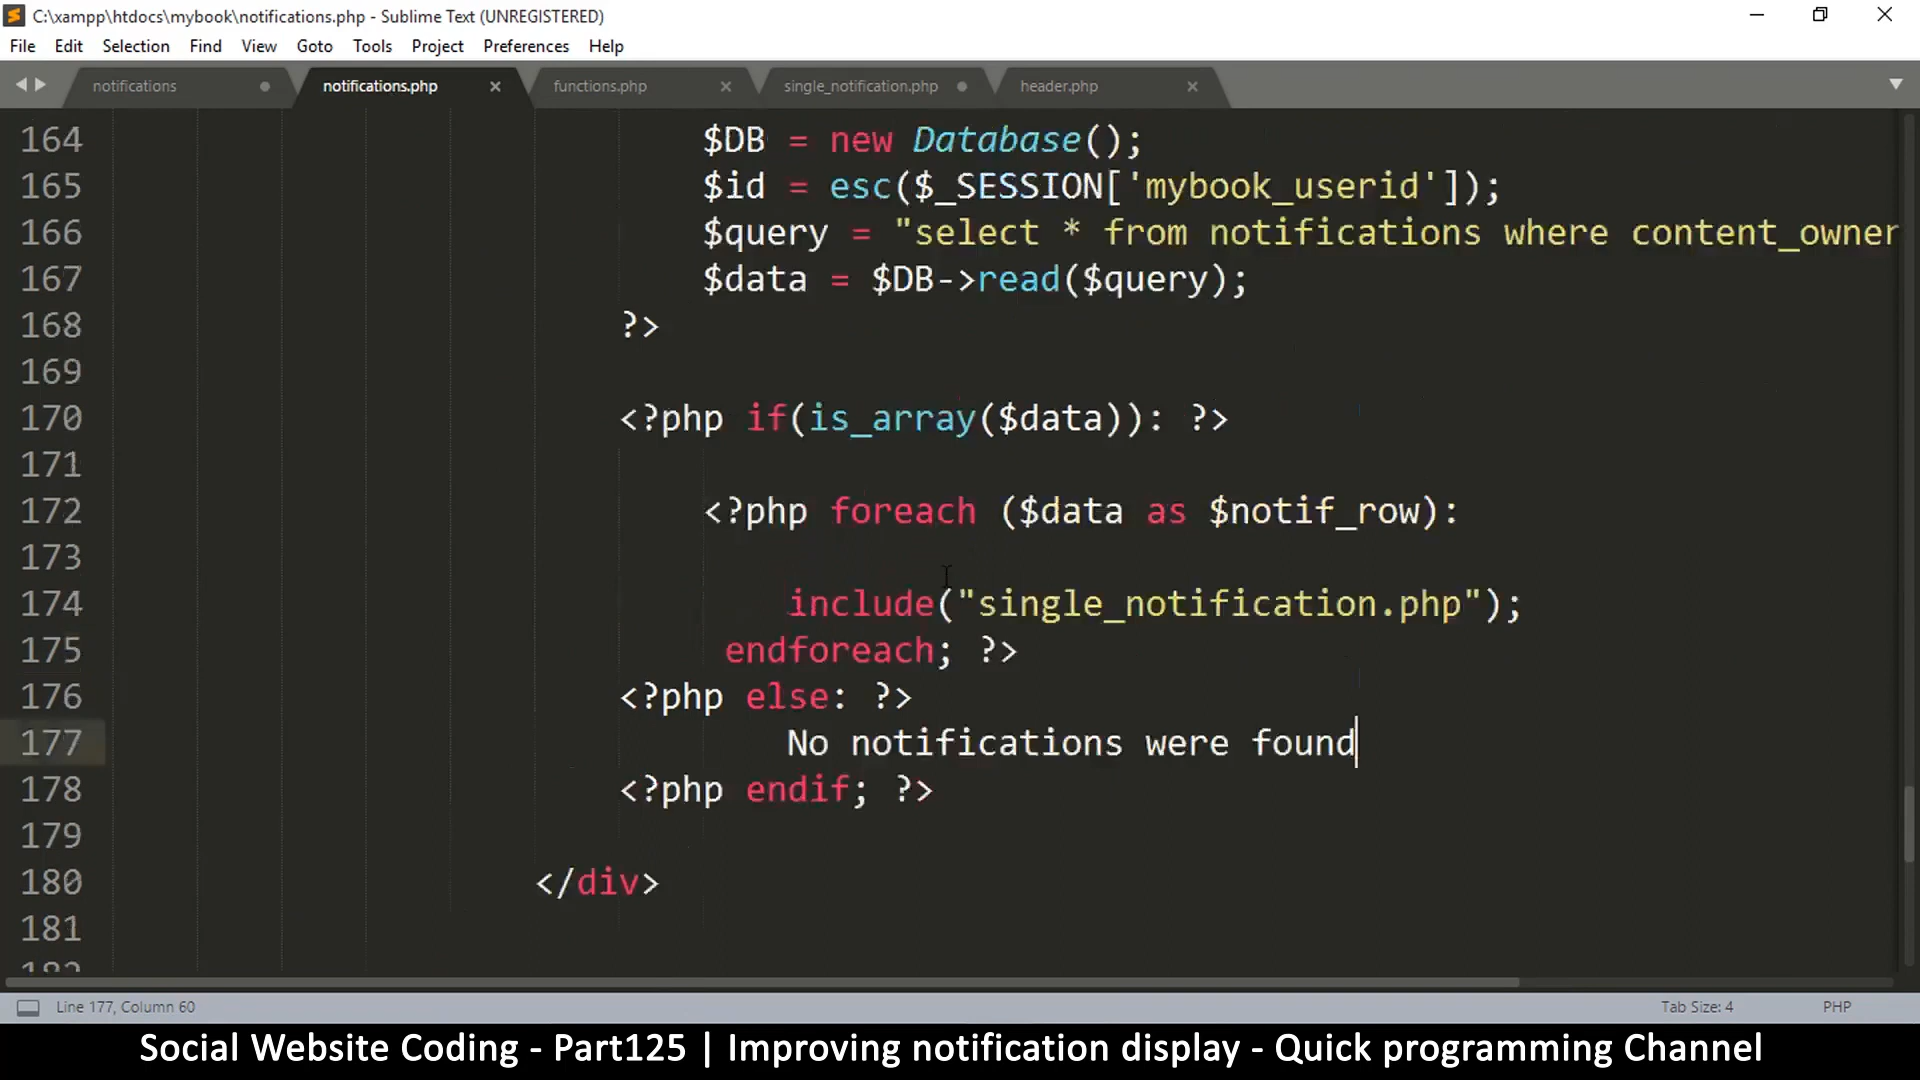 C:\xampp\htdocs\mybook\notifications.php - Sublime Text (UNREGISTERED)
File Edit Selection Find View Goto Tools Project Preferences Help
notifications notifications.php functions.php single_notification.php header.php
164 $DB = new Database();
165 $id = esc($_SESSION['mybook_userid']);
166 $query = "select * from notifications where content_owner
167 $data = $DB->read($query);
168 ?>
169
170 <?php if(is_array($data)): ?>
171
172 <?php foreach ($data as $notif_row):
173
174 include("single_notification.php");
175 endforeach; ?>
176 <?php else: ?>
177 No notifications were found
178 <?php endif; ?>
179
180 </div>
181
182
Line 177, Column 60 Tab Size: 4 PHP
Social Website Coding - Part125 | Improving notification display - Quick programming Channel